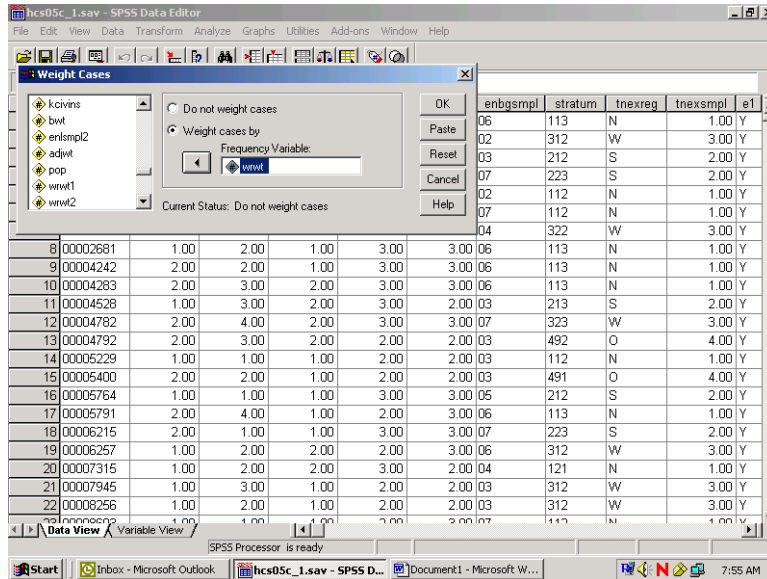 hcs05c_1.sav - SPSS Data Editor
File Edit View Data Transform Analyze Graphs Utilities Add-ons Window Help
Weight Cases
kcivins
bwt
enlsmpl2
adjwt
pop
wrwt1
wrwt2
Do not weight cases
Weight cases by
Frequency Variable:
wrwt
Current Status: Do not weight cases
OK
Paste
Reset
Cancel
Help
enbgsmpl stratum tnexreg tnexsmpl e1
06 113 N 1.00 Y
02 312 W 3.00 Y
03 212 S 2.00 Y
07 223 S 2.00 Y
02 112 N 1.00 Y
07 112 N 1.00 Y
04 322 W 3.00 Y
8 00002681 1.00 2.00 1.00 3.00 3.00 06 113 N 1.00 Y
9 00004242 2.00 2.00 1.00 3.00 3.00 06 113 N 1.00 Y
10 00004283 2.00 3.00 2.00 3.00 3.00 06 113 N 1.00 Y
11 00004528 1.00 3.00 2.00 2.00 2.00 03 213 S 2.00 Y
12 00004782 2.00 4.00 2.00 3.00 3.00 07 323 W 3.00 Y
13 00004792 2.00 3.00 2.00 2.00 2.00 03 492 O 4.00 Y
14 00005229 1.00 1.00 1.00 2.00 2.00 03 112 N 1.00 Y
15 00005400 2.00 2.00 1.00 2.00 2.00 03 491 O 4.00 Y
16 00005764 1.00 1.00 1.00 3.00 3.00 05 212 S 2.00 Y
17 00005791 2.00 4.00 1.00 2.00 3.00 06 113 N 1.00 Y
18 00006215 2.00 1.00 1.00 3.00 3.00 07 223 S 2.00 Y
19 00006257 1.00 2.00 2.00 3.00 3.00 06 312 W 3.00 Y
20 00007315 1.00 2.00 2.00 3.00 2.00 04 121 N 1.00 Y
21 00007945 1.00 3.00 1.00 2.00 2.00 03 312 W 3.00 Y
22 00008256 1.00 2.00 2.00 2.00 2.00 03 312 W 3.00 Y
Data View Variable View
SPSS Processor is ready
Start Inbox - Microsoft Outlook hcs05c_1.sav - SPSS D... Document1 - Microsoft W... 7:55 AM